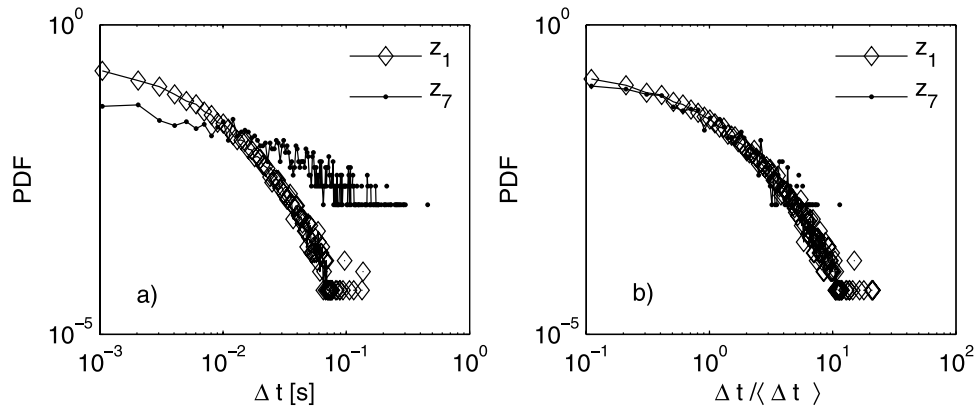 10^0
z_1
z_7
PDF
a)
10^-5
10^-3
10^-2
10^-1
10^0
Δ t [s]
10^0
z_1
z_7
PDF
b)
10^-5
10^-1
10^0
10^1
10^2
Δ t /⟨ Δ t ⟩